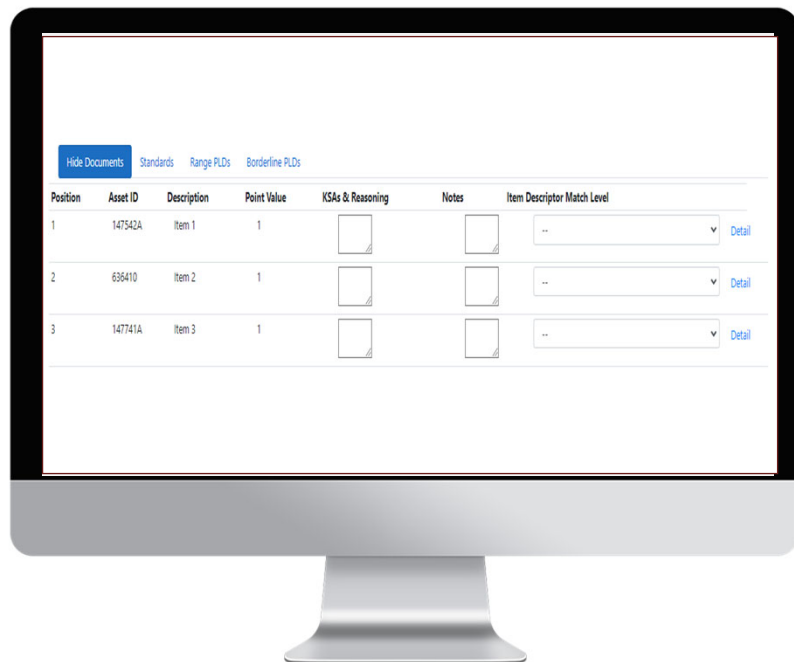 Hide Documents Standards Range PLDs Borderline PLDs
Position Asset ID Description Point Value KSAs & Reasoning Notes Item Descriptor Match Level
1 147542A Item 1 1 -- Detail
2 636410 Item 2 1 -- Detail
3 147741A Item 3 1 -- Detail